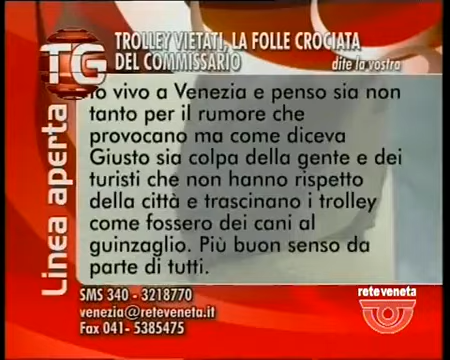 TG
TROLLEY VIETATI, LA FOLLE CROCIATA
DEL COMMISSARIO
dite la vostra
Linea aperta
Io vivo a Venezia e penso sia non
tanto per il rumore che
provocano ma come diceva
Giusto sia colpa della gente e dei
turisti che non hanno rispetto
della città e trascinano i trolley
come fossero dei cani al
guinzaglio. Più buon senso da
parte di tutti.
SMS 340 - 3218770
venezia@reteveneta.it
Fax 041- 5385475
reteveneta